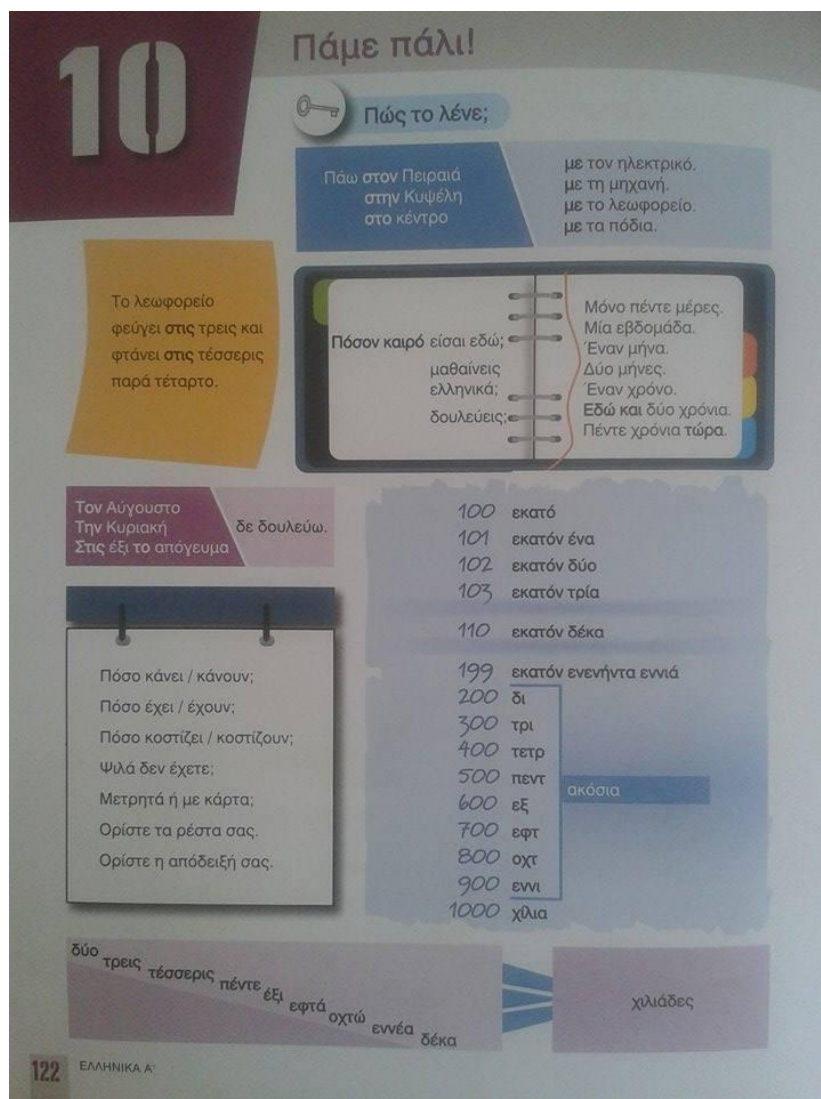 10
Πάμε πάλι!
Πώς το λένε;
Πάω στον Πειραιά
στην Κυψέλη
στο κέντρο
με τον ηλεκτρικό.
με τη μηχανή.
με το λεωφορείο.
με τα πόδια.
Το λεωφορείο
φεύγει στις τρεις και
φτάνει στις τέσσερις
παρά τέταρτο.
Πόσον καιρό είσαι εδώ;
μαθαίνεις
ελληνικά;
δουλεύεις;
Μόνο πέντε μέρες.
Μία εβδομάδα.
Έναν μήνα.
Δύο μήνες.
Έναν χρόνο.
Εδώ και δύο χρόνια.
Πέντε χρόνια τώρα.
Τον Αύγουστο
Την Κυριακή
Στις έξι το απόγευμα
δε δουλεύω.
Πόσο κάνει / κάνουν;
Πόσο έχει / έχουν;
Πόσο κοστίζει / κοστίζουν;
Ψιλά δεν έχετε;
Μετρητά ή με κάρτα;
Ορίστε τα ρέστα σας.
Ορίστε η απόδειξή σας.
100 εκατό
101 εκατόν ένα
102 εκατόν δύο
103 εκατόν τρία
110 εκατόν δέκα
199 εκατόν ενενήντα εννιά
200 δι
300 τρι
400 τετρ
500 πεντ
600 εξ
700 εφτ
800 οχτ
900 εννι
ακόσια
1000 χίλια
δύο
τρεις
τέσσερις
πέντε
έξι
εφτά
οχτώ
εννέα
δέκα
χιλιάδες
122 ΕΛΛΗΝΙΚΑ Α'